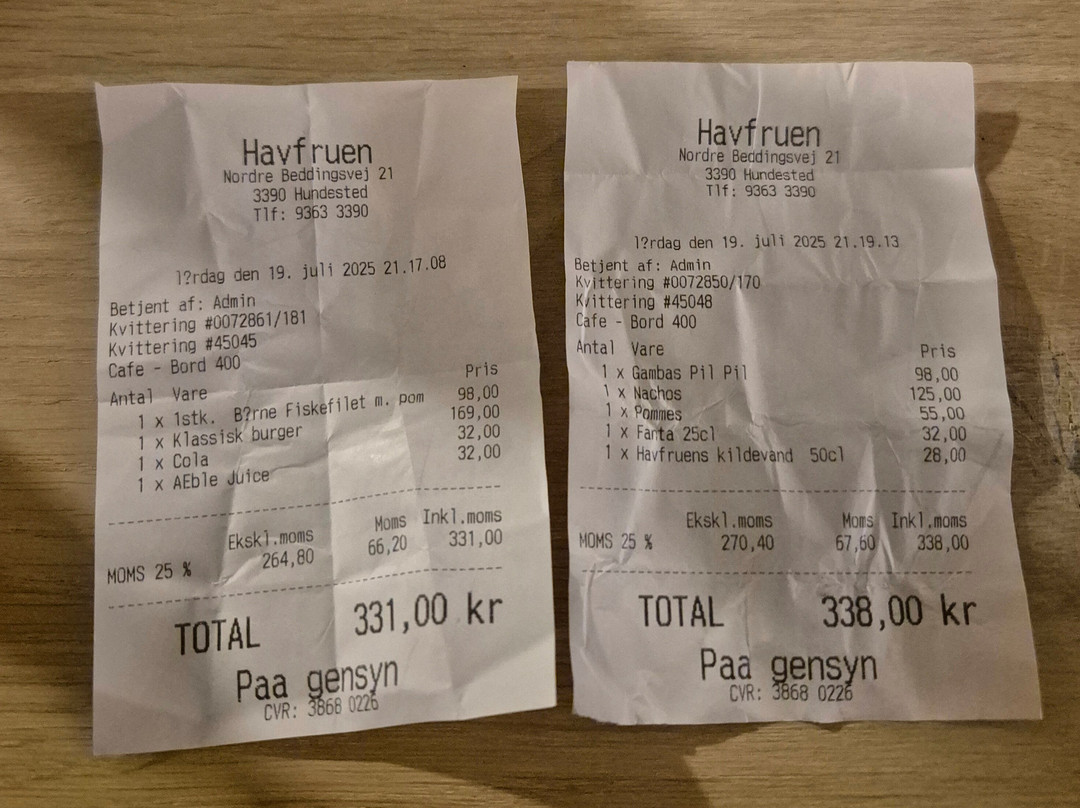 Havfruen
Nordre Beddingsvej 21
3390 Hundested
Tlf: 9363 3390
l?rdag den 19. juli 2025 21.17.08
Betjent af: Admin
Kvittering #0072861/181
Kvittering #45045
Cafe - Bord 400
Antal Vare Pris
1 x 1stk. B?rne Fiskefilet m. pom 98,00
1 x Klassisk burger 169,00
1 x Cola 32,00
1 x AEble Juice 32,00
Ekskl.moms Moms Inkl.moms
MOMS 25 % 264,80 66,20 331,00
TOTAL 331,00 kr
Paa gensyn
CVR: 3868 0226
Havfruen
Nordre Beddingsvej 21
3390 Hundested
Tlf: 9363 3390
l?rdag den 19. juli 2025 21.19.13
Betjent af: Admin
Kvittering #0072850/170
Kvittering #45048
Cafe - Bord 400
Antal Vare Pris
1 x Gambas Pil Pil 98,00
1 x Nachos 125,00
1 x Pommes 55,00
1 x Fanta 25cl 32,00
1 x Havfruens kildevand 50cl 28,00
Ekskl.moms Moms Inkl.moms
MOMS 25 % 270,40 67,60 338,00
TOTAL 338,00 kr
Paa gensyn
CVR: 3868 0226